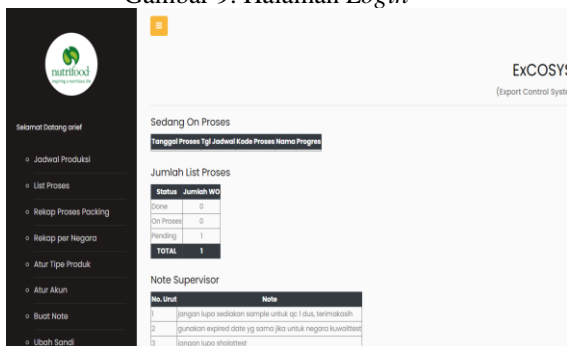 Gambar 9. Halaman Login
nutrifood
Selamat Datang arief
Jadwal Produksi
List Proses
Rekap Proses Packing
Rekap per Negara
Atur Tipe Produk
Atur Akun
Buat Note
Ubah Sandi
ExCOSYS
(Export Control Syste
Sedang On Proses
Tanggal Proses Tgl Jadwal Kode Proses Nama Progres
Jumlah List Proses
Status Jumlah WO
Done 0
On Proses 0
Pending 1
TOTAL 1
Note Supervisor
No. Urut Note
1 jangan lupa sediakan sample untuk qc 1 dus, terimakasih
2 gunakan expired date yg sama jika untuk negara kuwaittest
3 jangan lupa sholattest